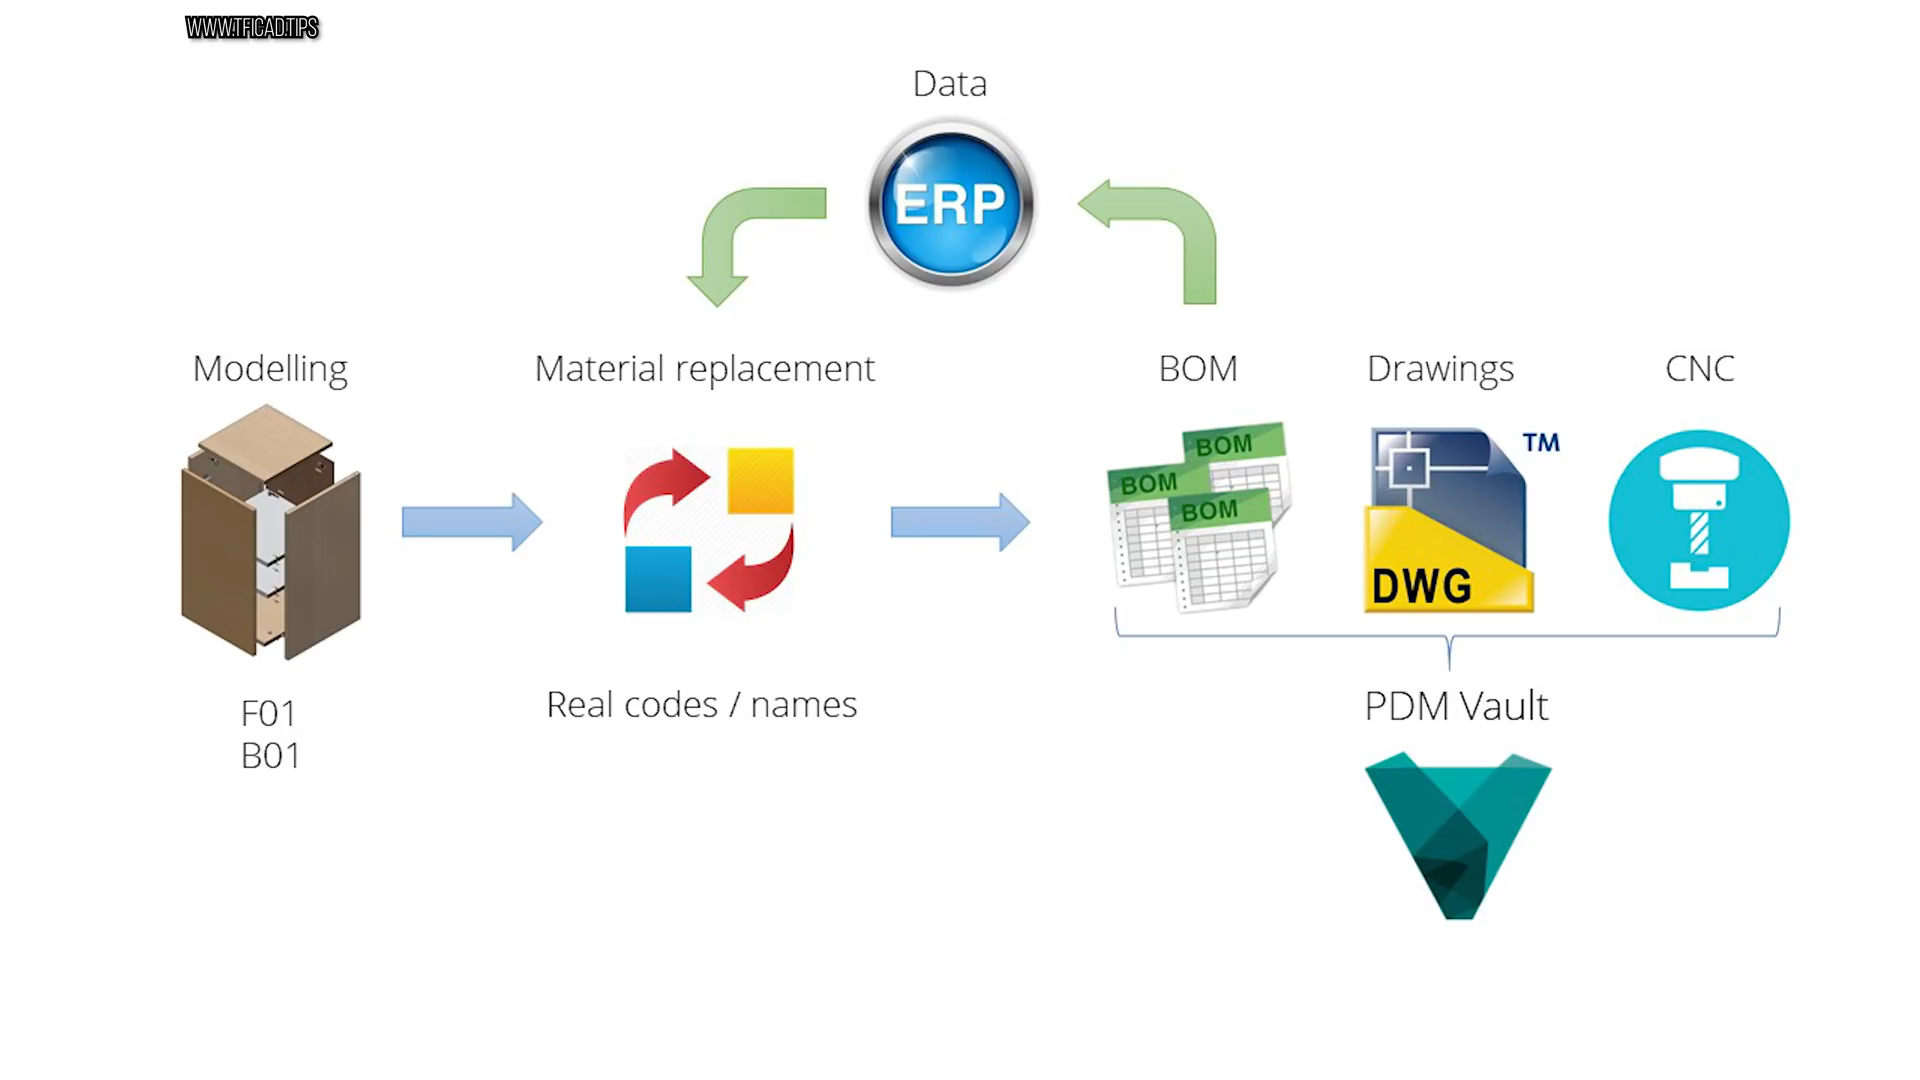 WWW.TFICAD.TIPS
Data
ERP
Modelling
Material replacement
BOM
Drawings
CNC
BOM
BOM
BOM
TM
DWG
F01
B01
Real codes / names
PDM Vault